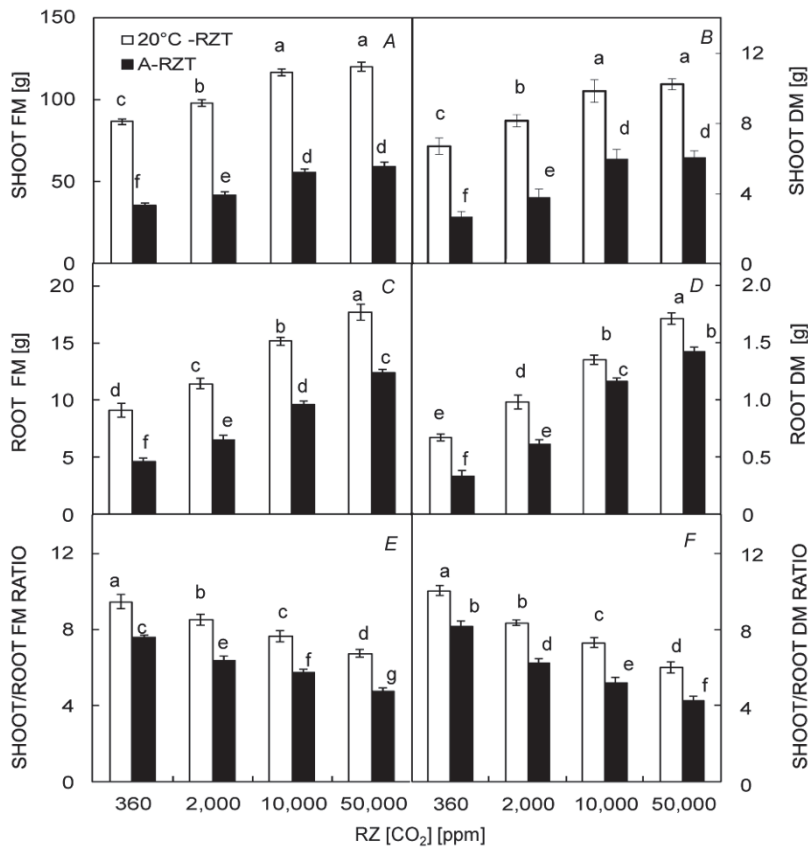 150
100
50
0
SHOOT FM [g]
20°C -RZT
A-RZT
A
c
b
a
a
f
e
d
d
B
c
b
a
a
f
e
d
d
12
8
4
0
SHOOT DM [g]
20
15
10
5
0
ROOT FM [g]
C
d
c
b
a
f
e
d
c
D
e
d
b
a
f
e
c
b
2.0
1.5
1.0
0.5
0
ROOT DM [g]
12
8
4
0
SHOOT/ROOT FM RATIO
E
a
b
c
d
c
e
f
g
F
a
b
c
d
b
d
e
f
12
8
4
0
SHOOT/ROOT DM RATIO
360 2,000 10,000 50,000
360 2,000 10,000 50,000
RZ [CO₂] [ppm]